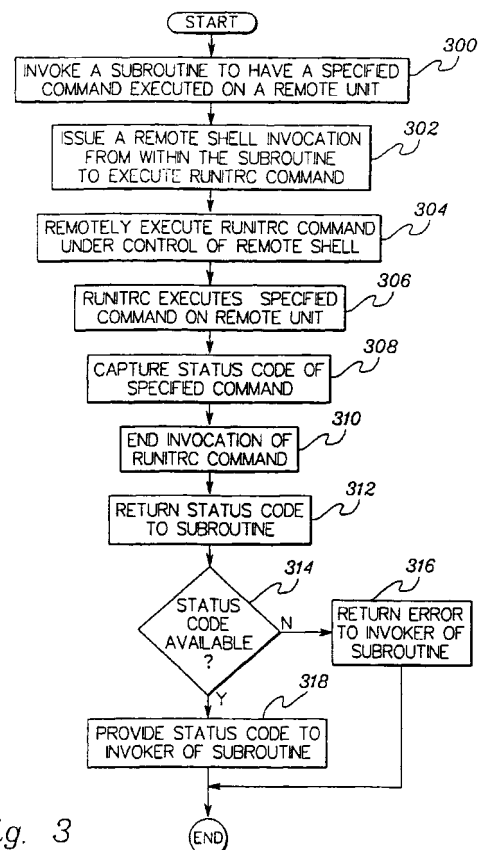 START
INVOKE A SUBROUTINE TO HAVE A SPECIFIED
COMMAND EXECUTED ON A REMOTE UNIT
300
ISSUE A REMOTE SHELL INVOCATION
FROM WITHIN THE SUBROUTINE
TO EXECUTE RUNITRC COMMAND
302
REMOTELY EXECUTE RUNITRC COMMAND
UNDER CONTROL OF REMOTE SHELL
304
RUNITRC EXECUTES SPECIFIED
COMMAND ON REMOTE UNIT
306
CAPTURE STATUS CODE OF
SPECIFIED COMMAND
308
END INVOCATION OF
RUNITRC COMMAND
310
RETURN STATUS CODE
TO SUBROUTINE
312
STATUS
CODE
AVAILABLE
?
314
N
RETURN ERROR
TO INVOKER OF
SUBROUTINE
316
Y
PROVIDE STATUS CODE TO
INVOKER OF SUBROUTINE
318
END
ig. 3